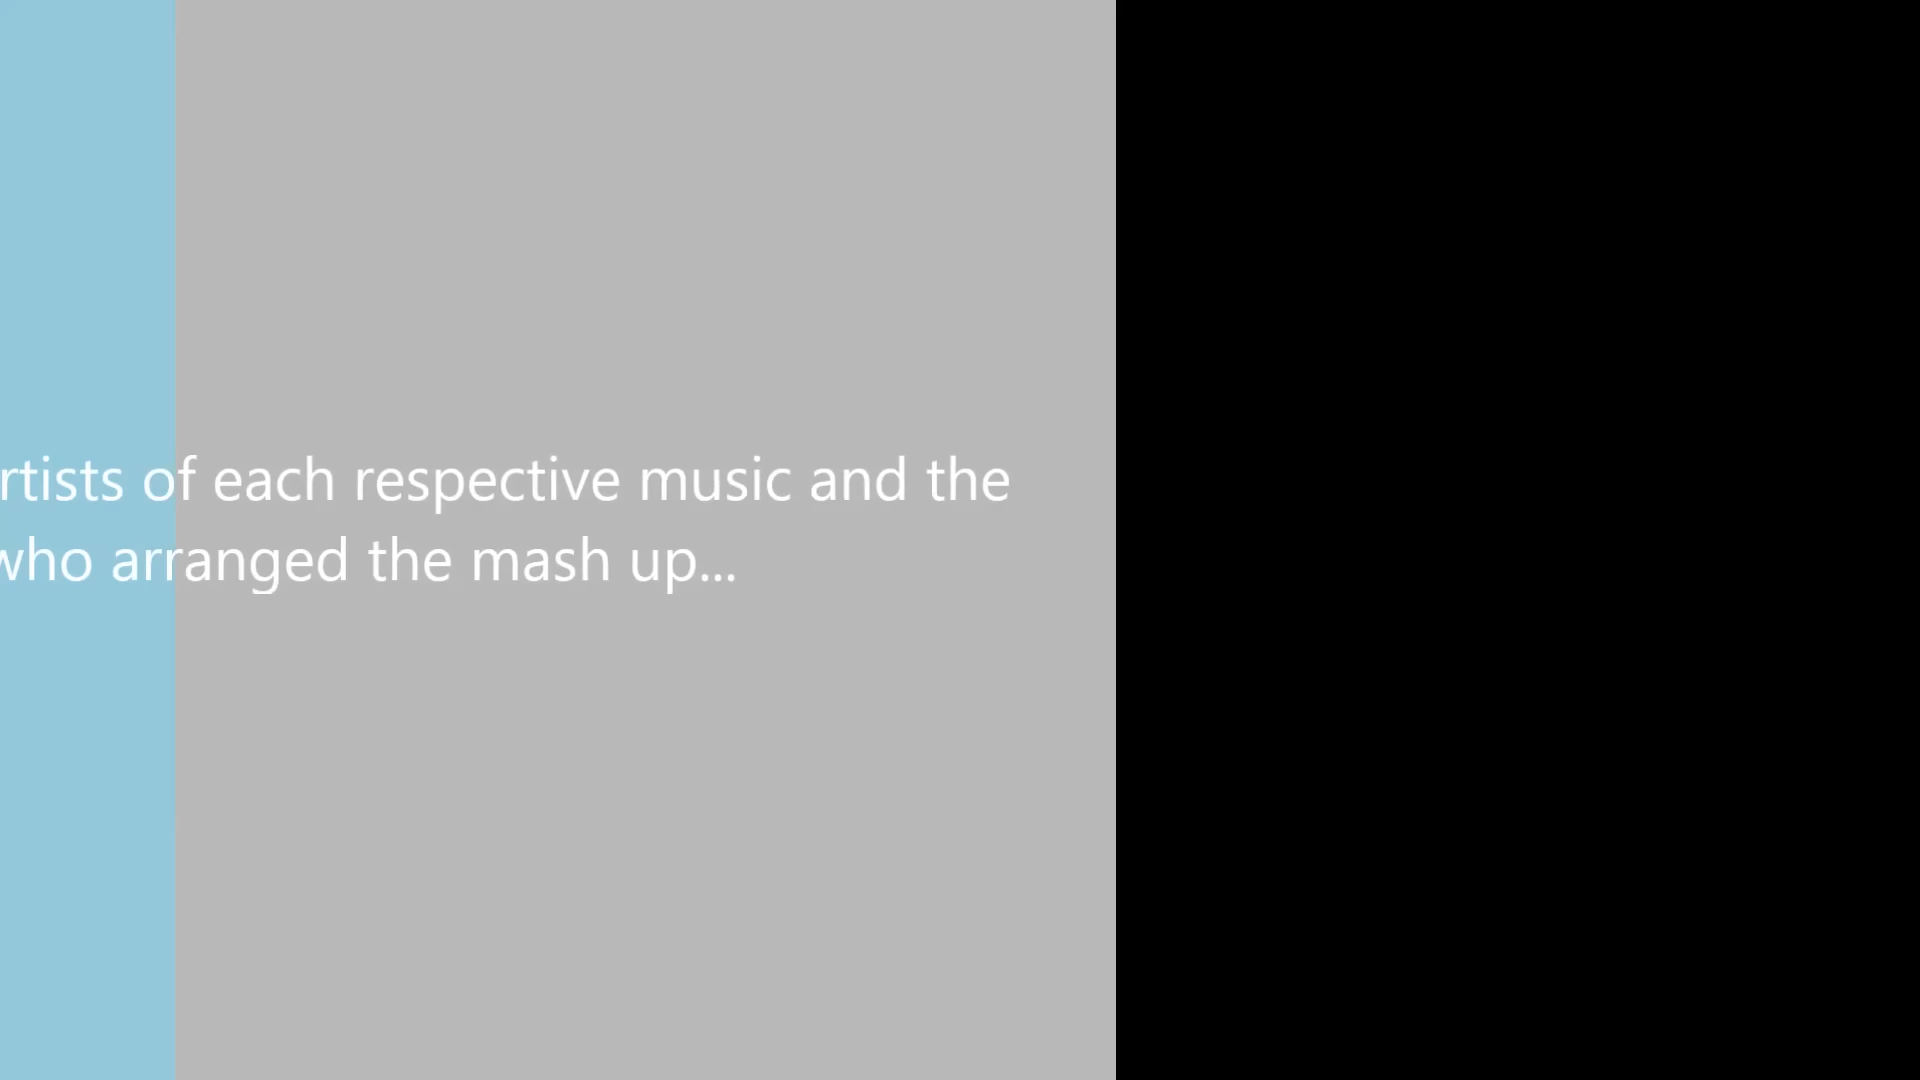 rtists of each respective music and the
who arranged the mash up...